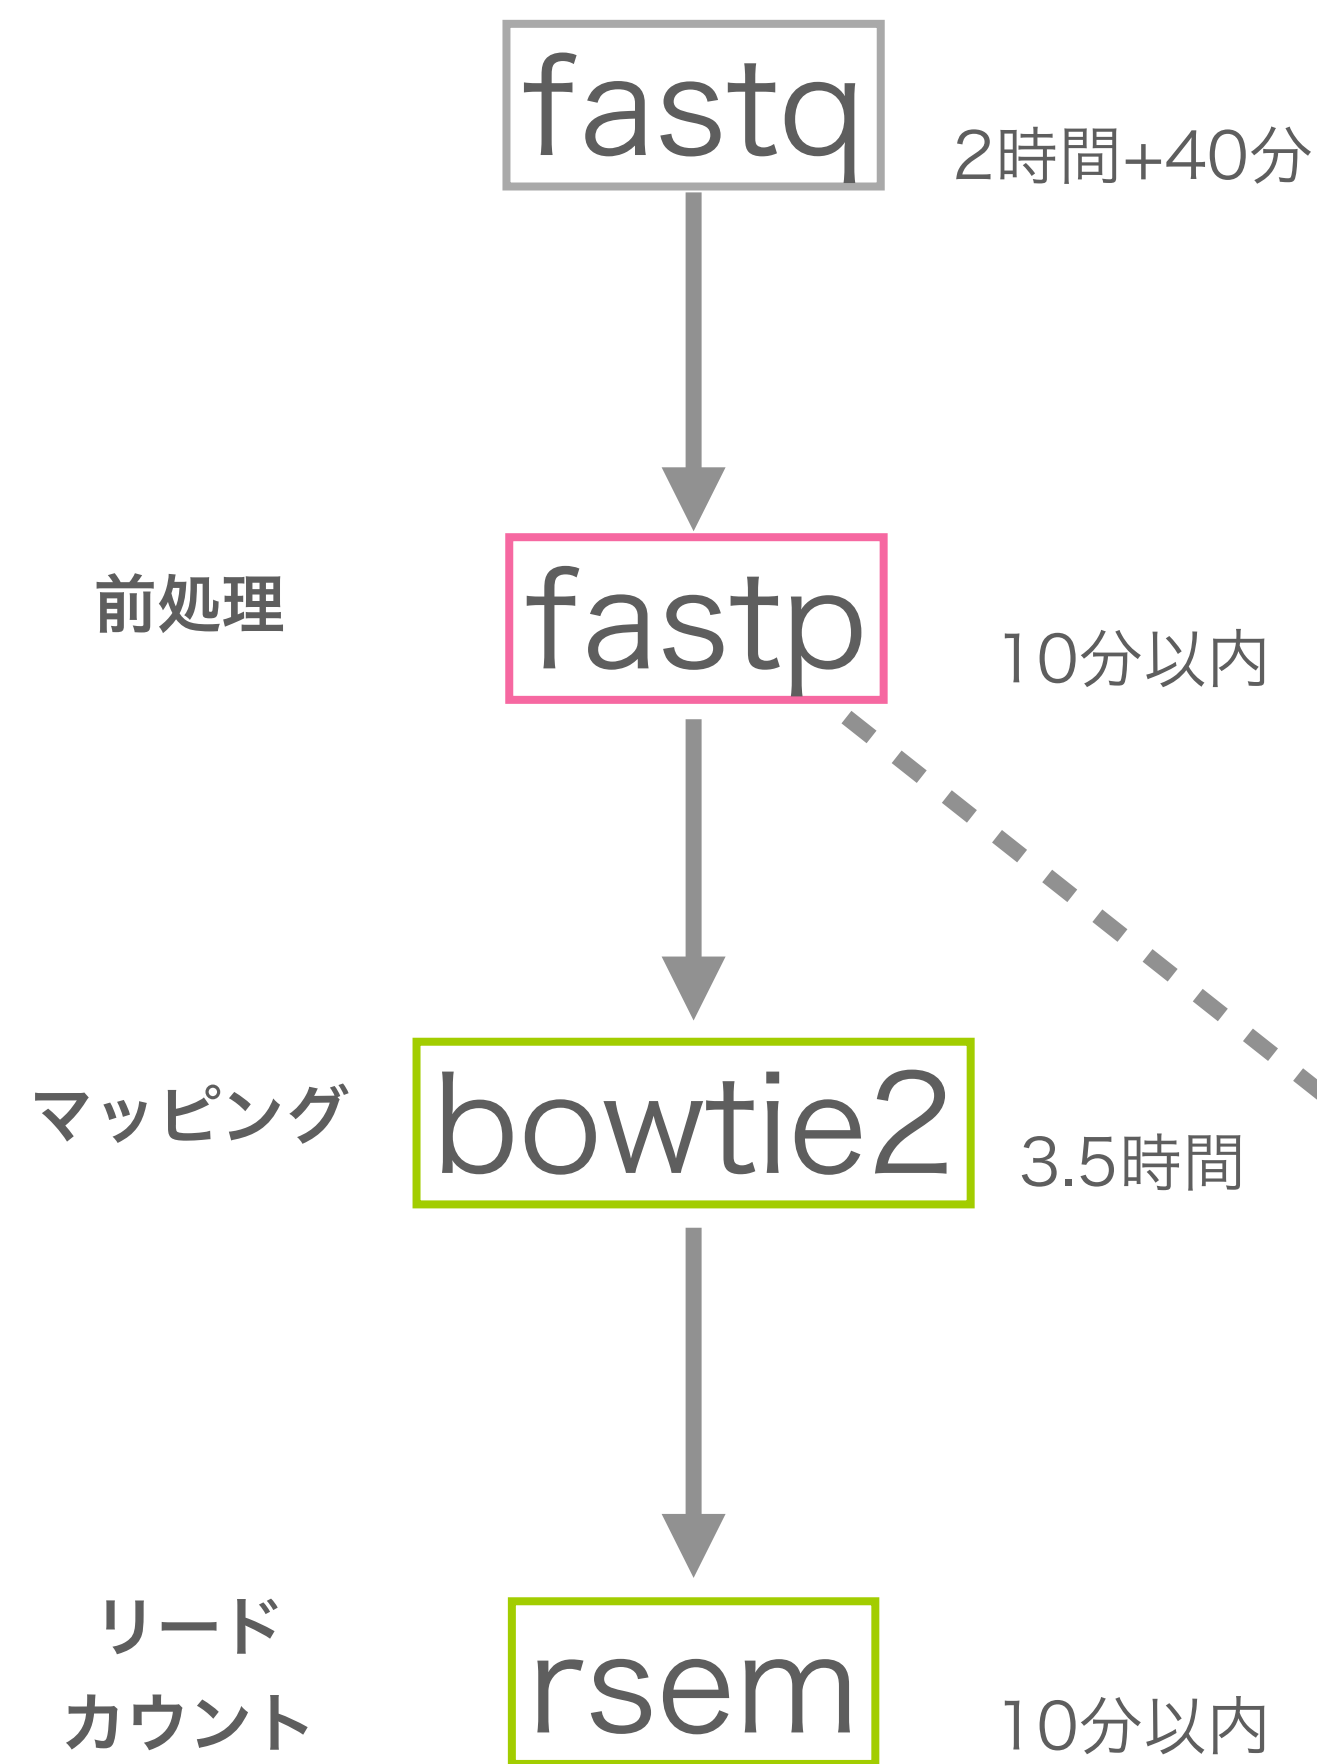 fastq
2時間+40分
前処理
fastp
10分以内
マッピング
bowtie2
3.5時間
リード
カウント
rsem
10分以内